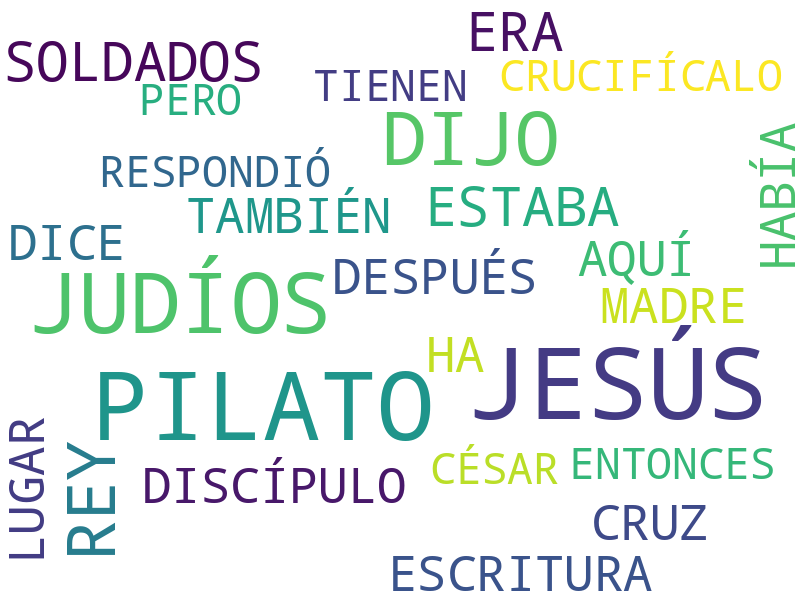 ERA
SOLDADOS
CRUCIFÍCALO
TIENEN
PERO
DIJO
HABÍA
RESPONDIÓ
ESTABA
TAMBIÉN
DICE
AQUÍ
DESPUÉS
JUDÍOS
MADRE
HA
JESÚS
PILATO
LUGAR
REY
CÉSAR
ENTONCES
DISCÍPULO
CRUZ
ESCRITURA